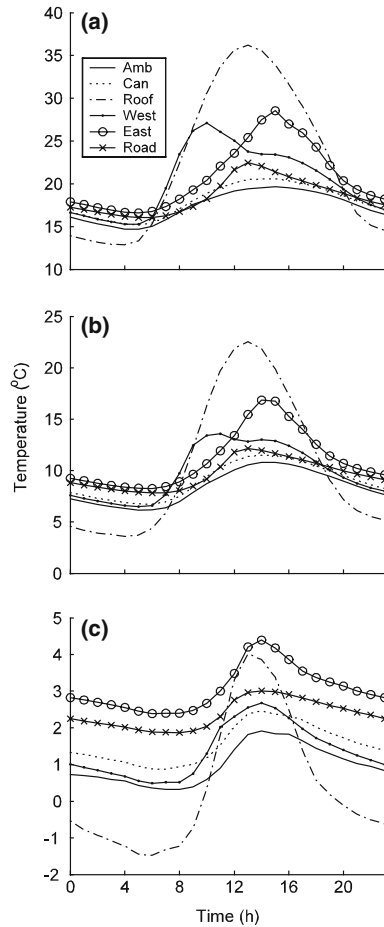 (a)
40
35
30
25
20
15
10
Amb
Can
Roof
West
East
Road
(b)
25
20
15
10
5
0
Temperature (°C)
(c)
5
4
3
2
1
0
-1
-2
0 4 8 12 16 20
Time (h)